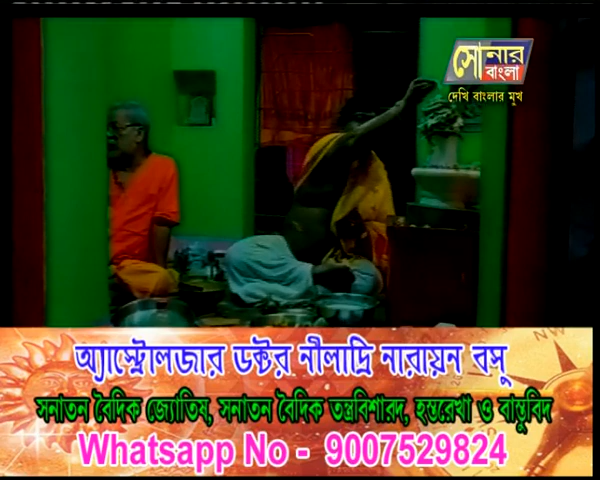 সোনার
বাংলা
দেখি বাংলার মুখ
অ্যাস্ট্রোলজার ডক্টর নীলাদ্রি নারায়ন বসু
সনাতন বৈদিক জ্যোতিষ, সনাতন বৈদিক তন্ত্রবিশারদ, হস্তরেখা ও বাস্তুবিদ
Whatsapp No - 9007529824